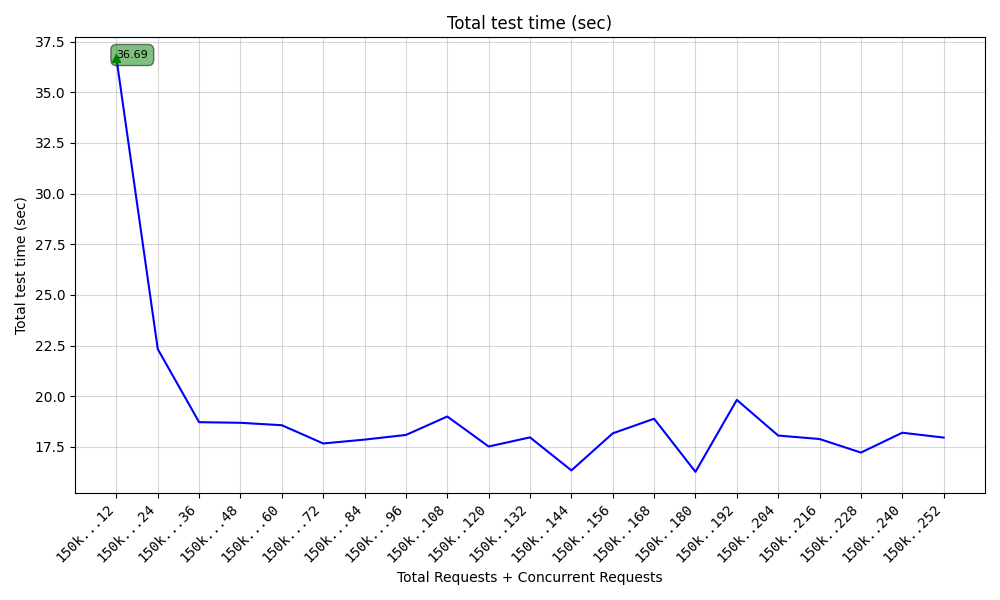 Total test time (sec)
36.69
37.5
35.0
32.5
30.0
27.5
25.0
22.5
20.0
17.5
Total test time (sec)
150k...12
150k...24
150k...36
150k...48
150k...60
150k...72
150k...84
150k...96
150k..108
150k..120
150k..132
150k..144
150k..156
150k..168
150k..180
150k..192
150k..204
150k..216
150k..228
150k..240
150k..252
Total Requests + Concurrent Requests